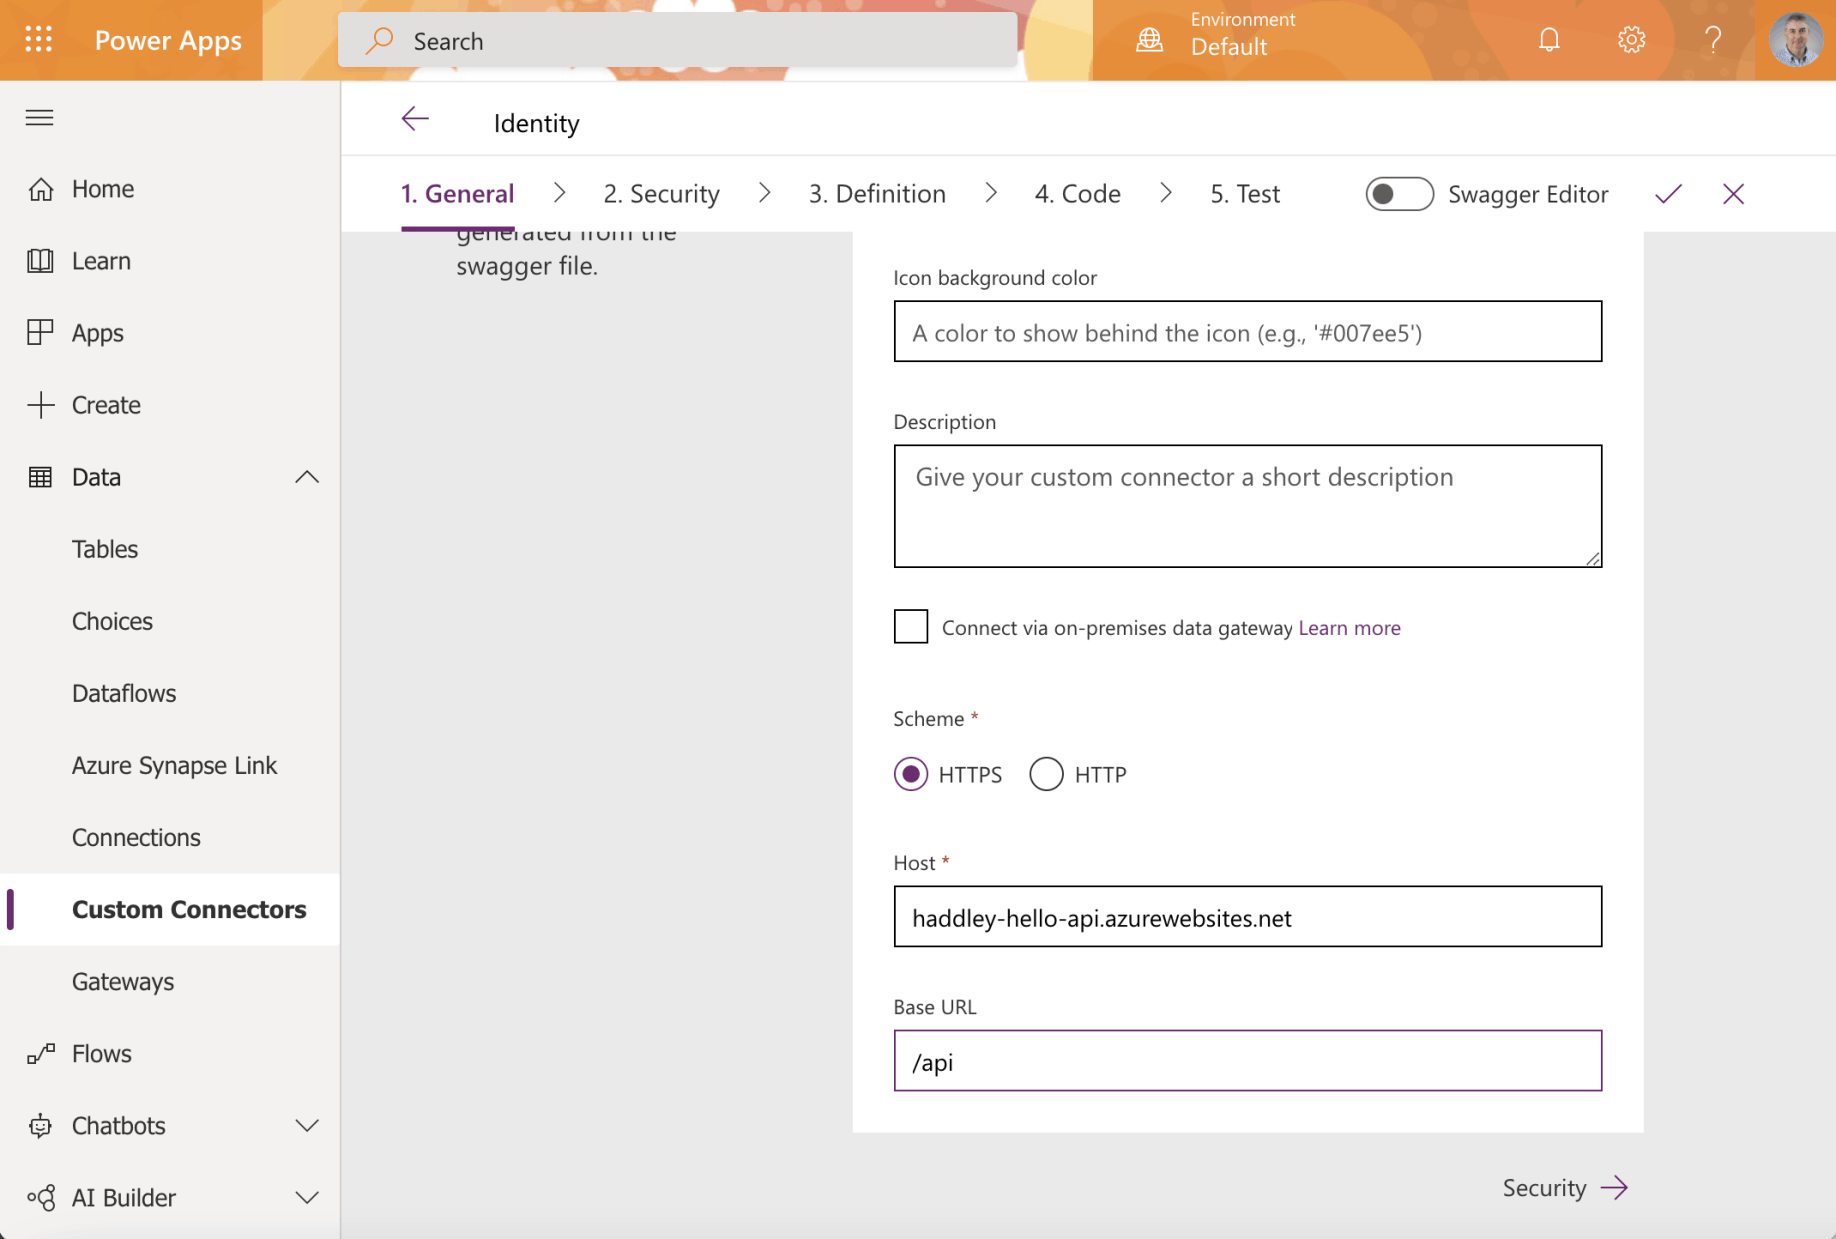 Power Apps
Search
Environment
Default
Identity
1. General
2. Security
3. Definition
4. Code
5. Test
Swagger Editor
Home
Learn
Apps
Create
Data
Tables
Choices
Dataflows
Azure Synapse Link
Connections
Custom Connectors
Gateways
Flows
Chatbots
AI Builder
generated from the
swagger file.
Icon background color
A color to show behind the icon (e.g., '#007ee5')
Description
Give your custom connector a short description
Connect via on-premises data gateway Learn more
Scheme *
HTTPS
HTTP
Host *
haddley-hello-api.azurewebsites.net
Base URL
/api
Security